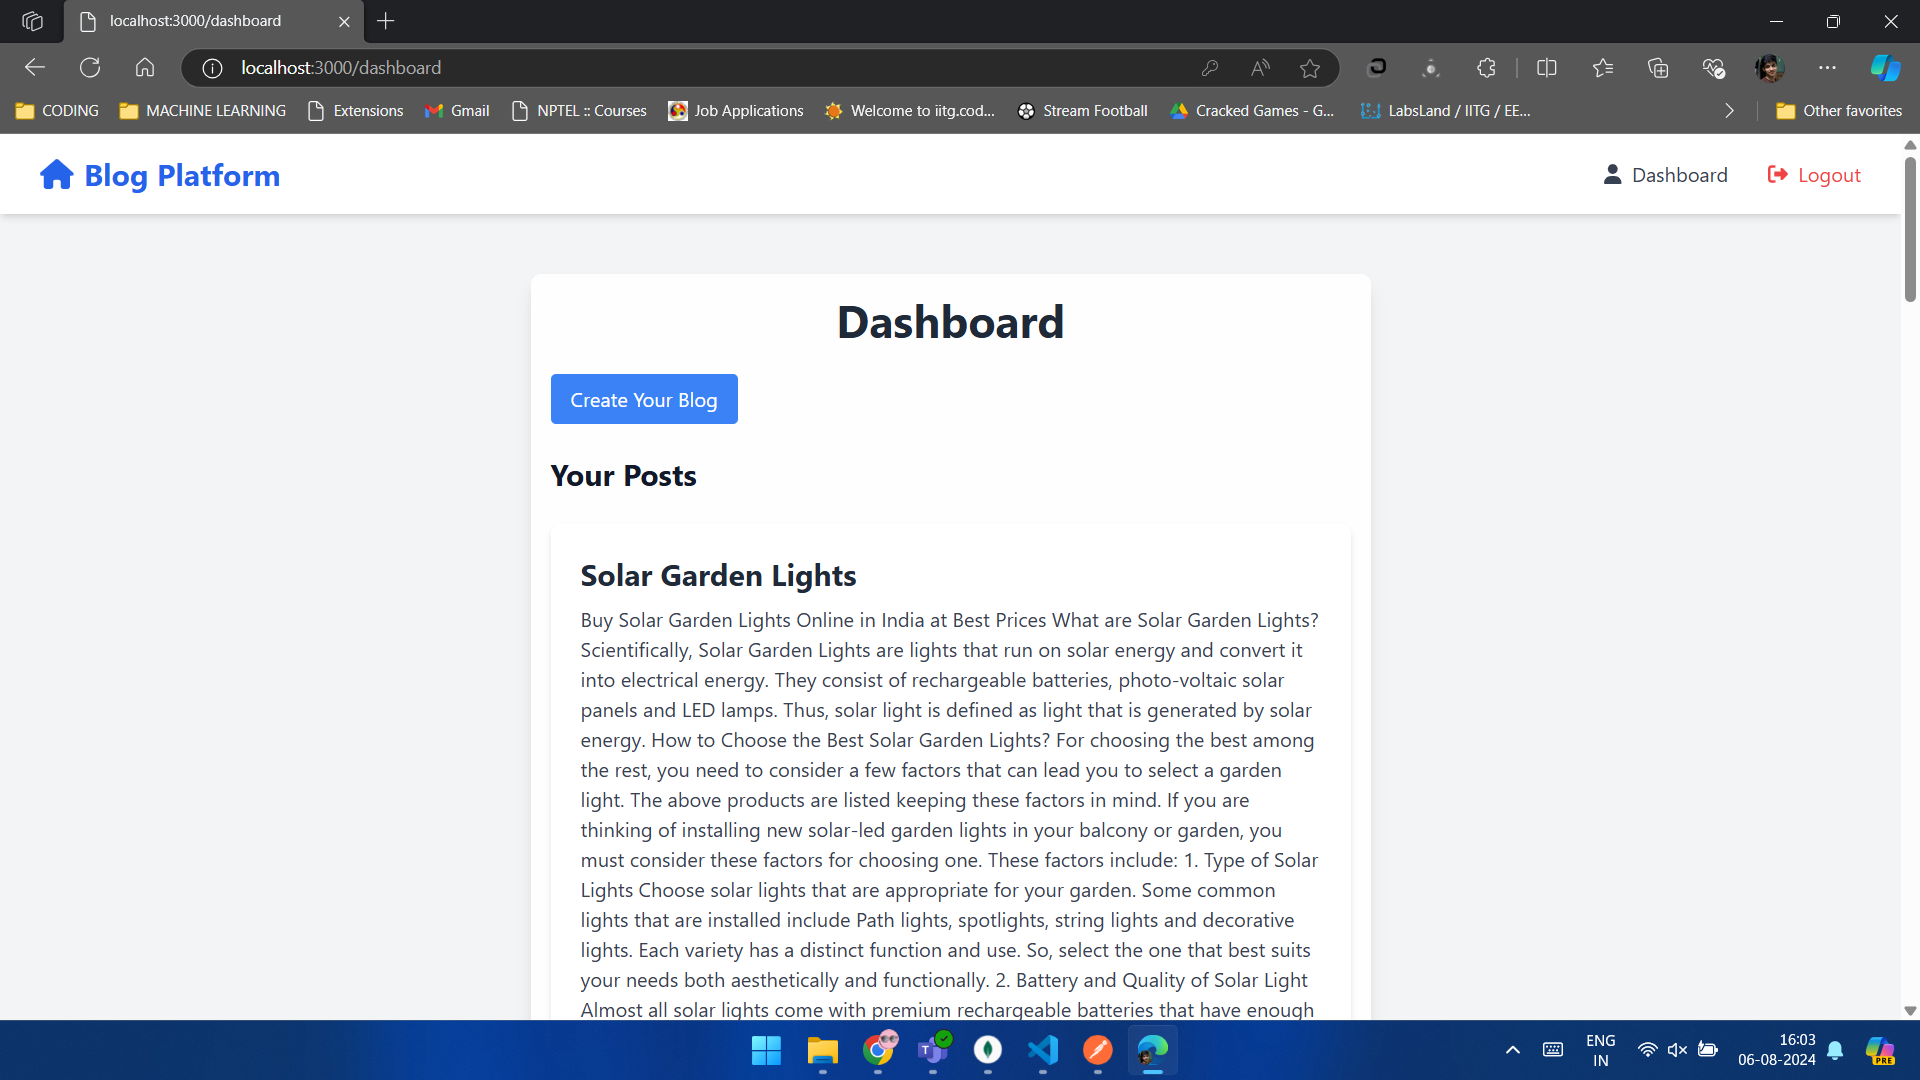 localhost:3000/dashboard
localhost:3000/dashboard
CODING
MACHINE LEARNING
Extensions
Gmail
NPTEL :: Courses
Job Applications
Welcome to iitg.cod...
Stream Football
Cracked Games - G...
LabsLand / IITG / EE...
Other favorites
Blog Platform
Dashboard
Logout
Dashboard
Create Your Blog
Your Posts
Solar Garden Lights
Buy Solar Garden Lights Online in India at Best Prices What are Solar Garden Lights?
Scientifically, Solar Garden Lights are lights that run on solar energy and convert it
into electrical energy. They consist of rechargeable batteries, photo-voltaic solar
panels and LED lamps. Thus, solar light is defined as light that is generated by solar
energy. How to Choose the Best Solar Garden Lights? For choosing the best among
the rest, you need to consider a few factors that can lead you to select a garden
light. The above products are listed keeping these factors in mind. If you are
thinking of installing new solar-led garden lights in your balcony or garden, you
must consider these factors for choosing one. These factors include: 1. Type of Solar
Lights Choose solar lights that are appropriate for your garden. Some common
lights that are installed include Path lights, spotlights, string lights and decorative
lights. Each variety has a distinct function and use. So, select the one that best suits
your needs both aesthetically and functionally. 2. Battery and Quality of Solar Light
Almost all solar lights come with premium rechargeable batteries that have enough
ENG
IN
16:03
06-08-2024
PRE